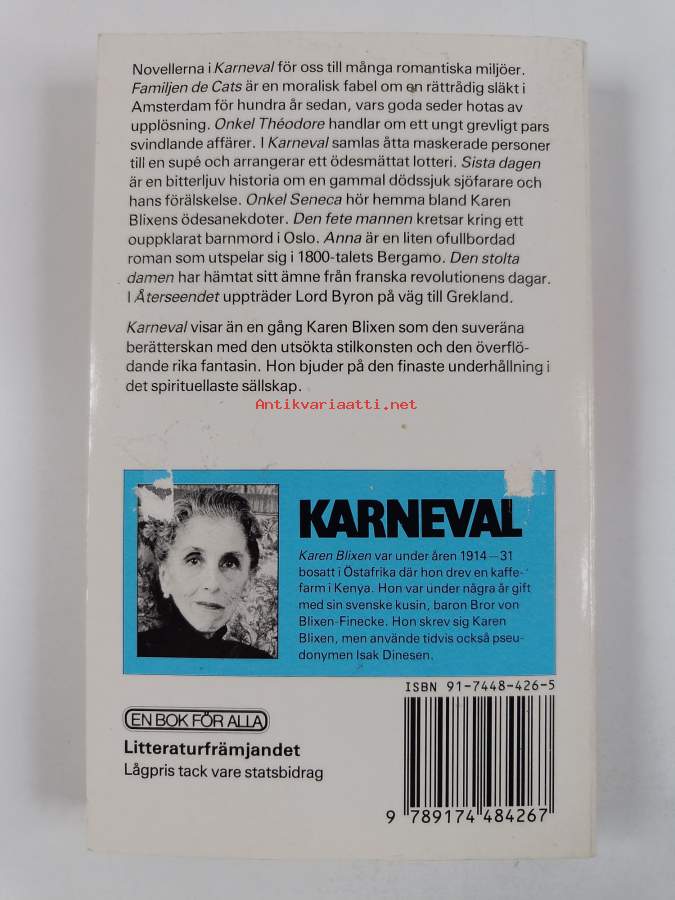 Novellerna i Karneval för oss till många romantiska miljöer.
Familjen de Cats är en moralisk fabel om en rättrådig släkt i
Amsterdam för hundra år sedan, vars goda seder hotas av
upplösning. Onkel Théodore handlar om ett ungt grevligt pars
svindlande affärer. I Karneval samlas åtta maskerade personer
till en supé och arrangerar ett ödesmättat lotteri. Sista dagen
är en bitterljuv historia om en gammal dödssjuk sjöfarare och
hans förälskelse. Onkel Seneca hör hemma bland Karen
Blixens ödesanekdoter. Den fete mannen kretsar kring ett
ouppklarat barnmord i Oslo. Anna är en liten ofullbordad
roman som utspelar sig i 1800-talets Bergamo. Den stolta
damen har hämtat sitt ämne från franska revolutionens dagar.
I Återseendet uppträder Lord Byron på väg till Grekland.
Karneval visar än en gång Karen Blixen som den suveräna
berätterskan med den utsökta stilkonsten och den överflö-
dande rika fantasin. Hon bjuder på den finaste underhållning i
det spirituellaste sällskap.
Antikvariaatti.net
KARNEVAL
Karen Blixen var under åren 1914–31
bosatt i Östafrika där hon drev en kaffe-
farm i Kenya. Hon var under några år gift
med sin svenske kusin, baron Bror von
Blixen-Finecke. Hon skrev sig Karen
Blixen, men använde tidvis också pseu-
donymen Isak Dinesen.
ISBN 91-7448-426-5
EN BOK FÖR ALLA
Litteraturfrämjandet
Lågpris tack vare statsbidrag
9 789174 484267